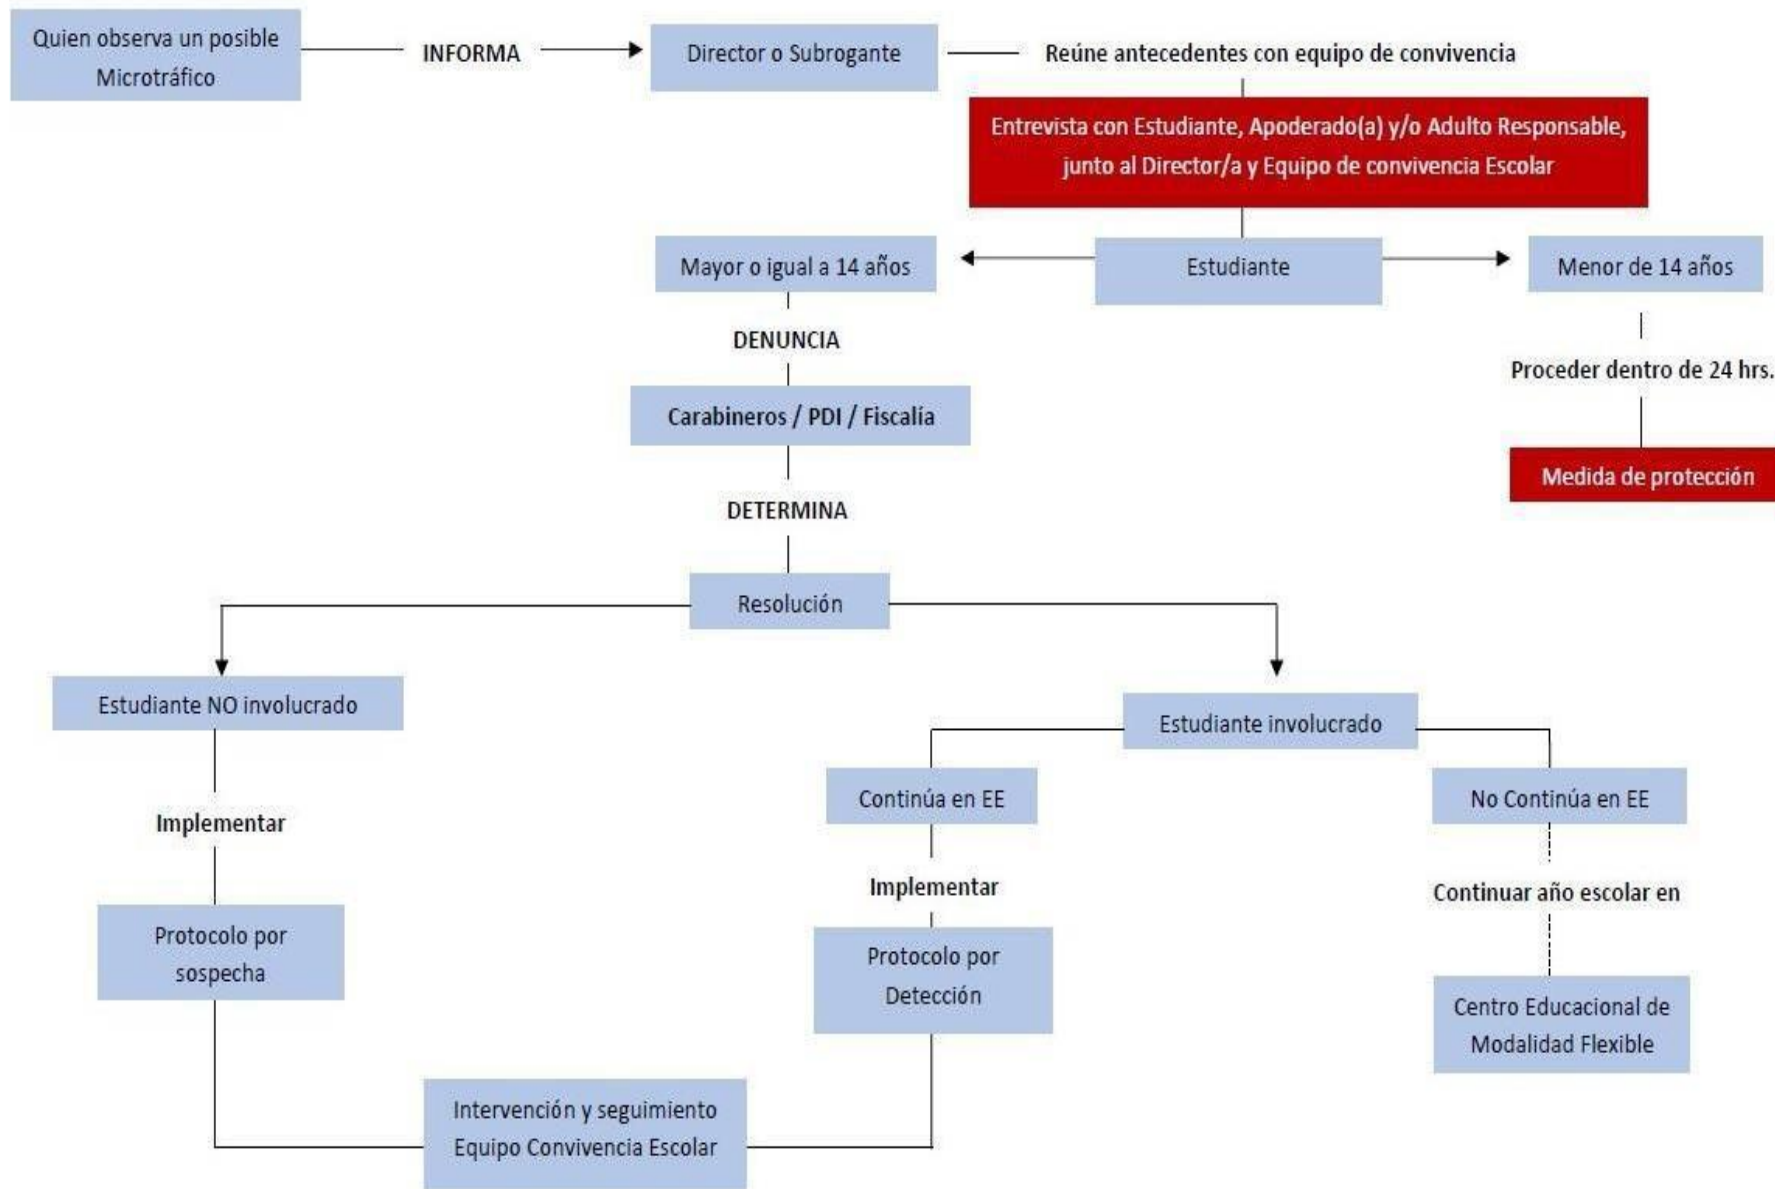 Quien observa un posible
Microtráfico
INFORMA
Director o Subrogante
Reúne antecedentes con equipo de convivencia
Entrevista con Estudiante, Apoderado(a) y/o Adulto Responsable,
junto al Director/a y Equipo de convivencia Escolar
Mayor o igual a 14 años
Estudiante
Menor de 14 años
DENUNCIA
Proceder dentro de 24 hrs.
Carabineros / PDI / Fiscalía
Medida de protección
DETERMINA
Resolución
Estudiante NO involucrado
Estudiante involucrado
Continúa en EE
No Continúa en EE
Implementar
Implementar
Continuar año escolar en
Protocolo por
sospecha
Protocolo por
Detección
Centro Educacional de
Modalidad Flexible
Intervención y seguimiento
Equipo Convivencia Escolar